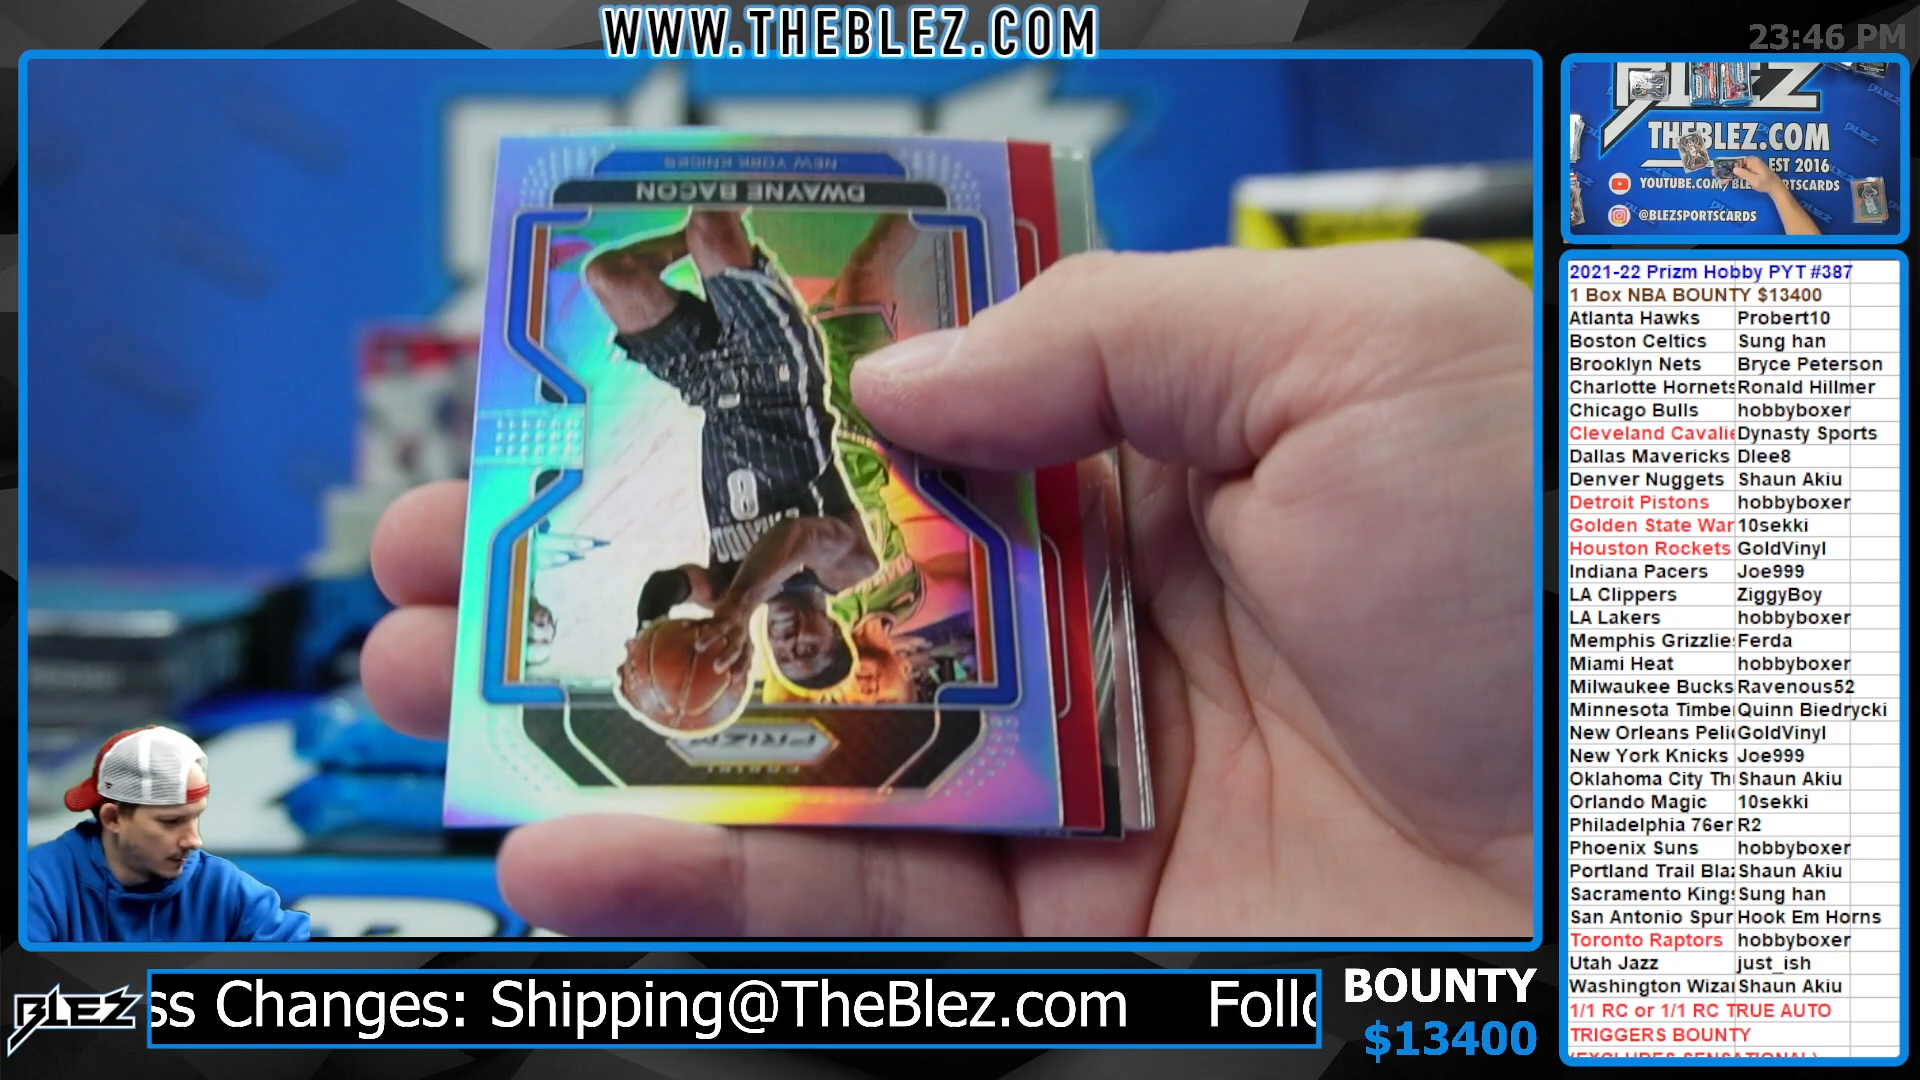 WWW.THEBLEZ.COM
23:46 PM
NEW YORK KNICKS
DWAYNE BACON
8
PRIZM
BLEZ
THEBLEZ.COM
EST 2016
@BLEZSPORTSCARDS
2021-22 Prizm Hobby PYT #387
1 Box NBA BOUNTY $13400
Atlanta Hawks Probert10
Boston Celtics Sung han
Brooklyn Nets Bryce Peterson
Charlotte Hornets Ronald Hillmer
Chicago Bulls hobbyboxer
Cleveland Cavalie Dynasty Sports
Dallas Mavericks Dlee8
Denver Nuggets Shaun Akiu
Detroit Pistons hobbyboxer
Golden State War 10sekki
Houston Rockets GoldVinyl
Indiana Pacers Joe999
LA Clippers ZiggyBoy
LA Lakers hobbyboxer
Memphis Grizzlie Ferda
Miami Heat hobbyboxer
Milwaukee Bucks Ravenous52
Minnesota Timbe Quinn Biedrycki
New Orleans Peli GoldVinyl
New York Knicks Joe999
Oklahoma City Th Shaun Akiu
Orlando Magic 10sekki
Philadelphia 76er R2
Phoenix Suns hobbyboxer
Portland Trail Bla Shaun Akiu
Sacramento Kings Sung han
San Antonio Spur Hook Em Horns
Toronto Raptors hobbyboxer
Utah Jazz just_ish
Washington Wiza Shaun Akiu
1/1 RC or 1/1 RC TRUE AUTO
TRIGGERS BOUNTY
(EXCLUDES SENSATIONAL)
BLEZ
ss Changes: Shipping@TheBlez.com Follo
BOUNTY
$13400